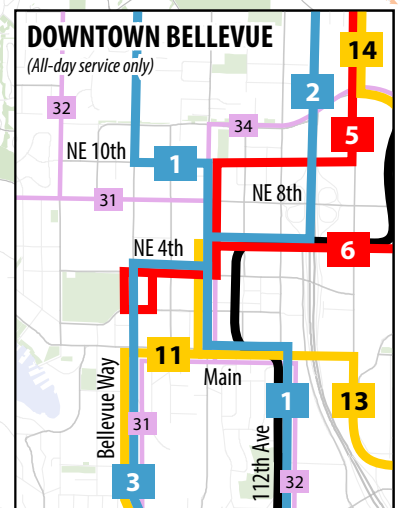 DOWNTOWN BELLEVUE
(All-day service only)
14
2
32
34
5
NE 10th
1
NE 8th
31
NE 4th
6
11
Main
Bellevue Way
1
13
31
112th Ave
3
32